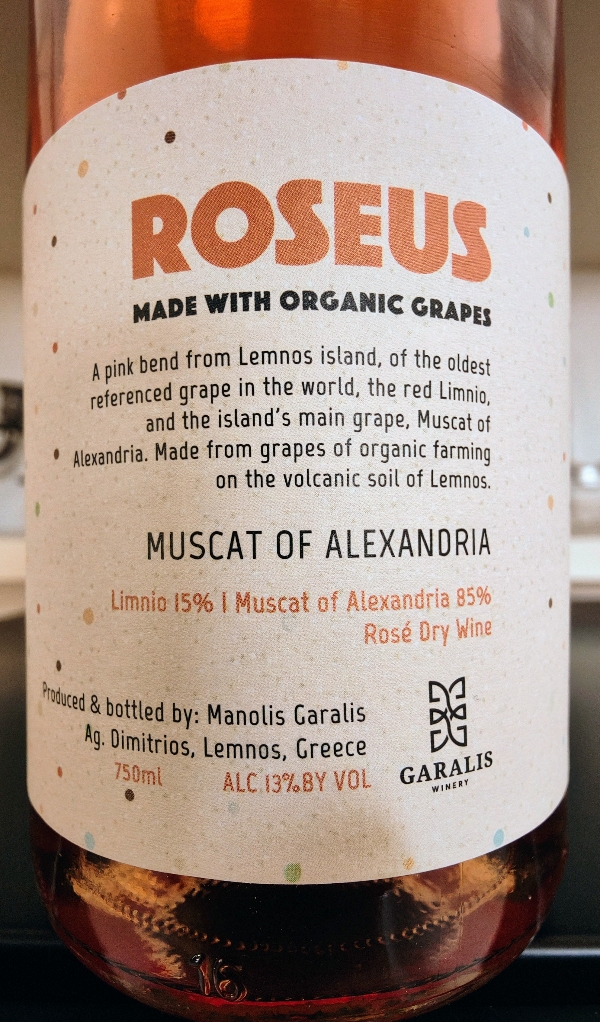 ROSEUS
MADE WITH ORGANIC GRAPES
A pink bend from Lemnos island, of the oldest
referenced grape in the world, the red Limnio,
and the island's main grape, Muscat of
Alexandria. Made from grapes of organic farming
on the volcanic soil of Lemnos.
MUSCAT OF ALEXANDRIA
Limnio 15% | Muscat of Alexandria 85%
Rosé Dry Wine
Produced & bottled by: Manolis Garalis
Ag. Dimitrios, Lemnos, Greece
750ml ALC 13% BY VOL
GARALIS
WINERY
16